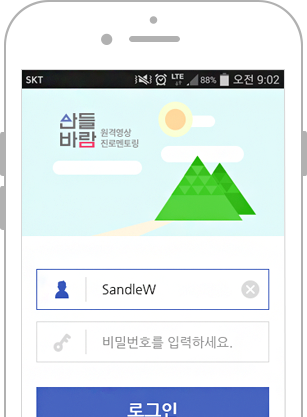 SKT LTE 88% 오전 9:02
산들
바람 원격영상
진로멘토링
SandleW
비밀번호를 입력하세요.
로그인